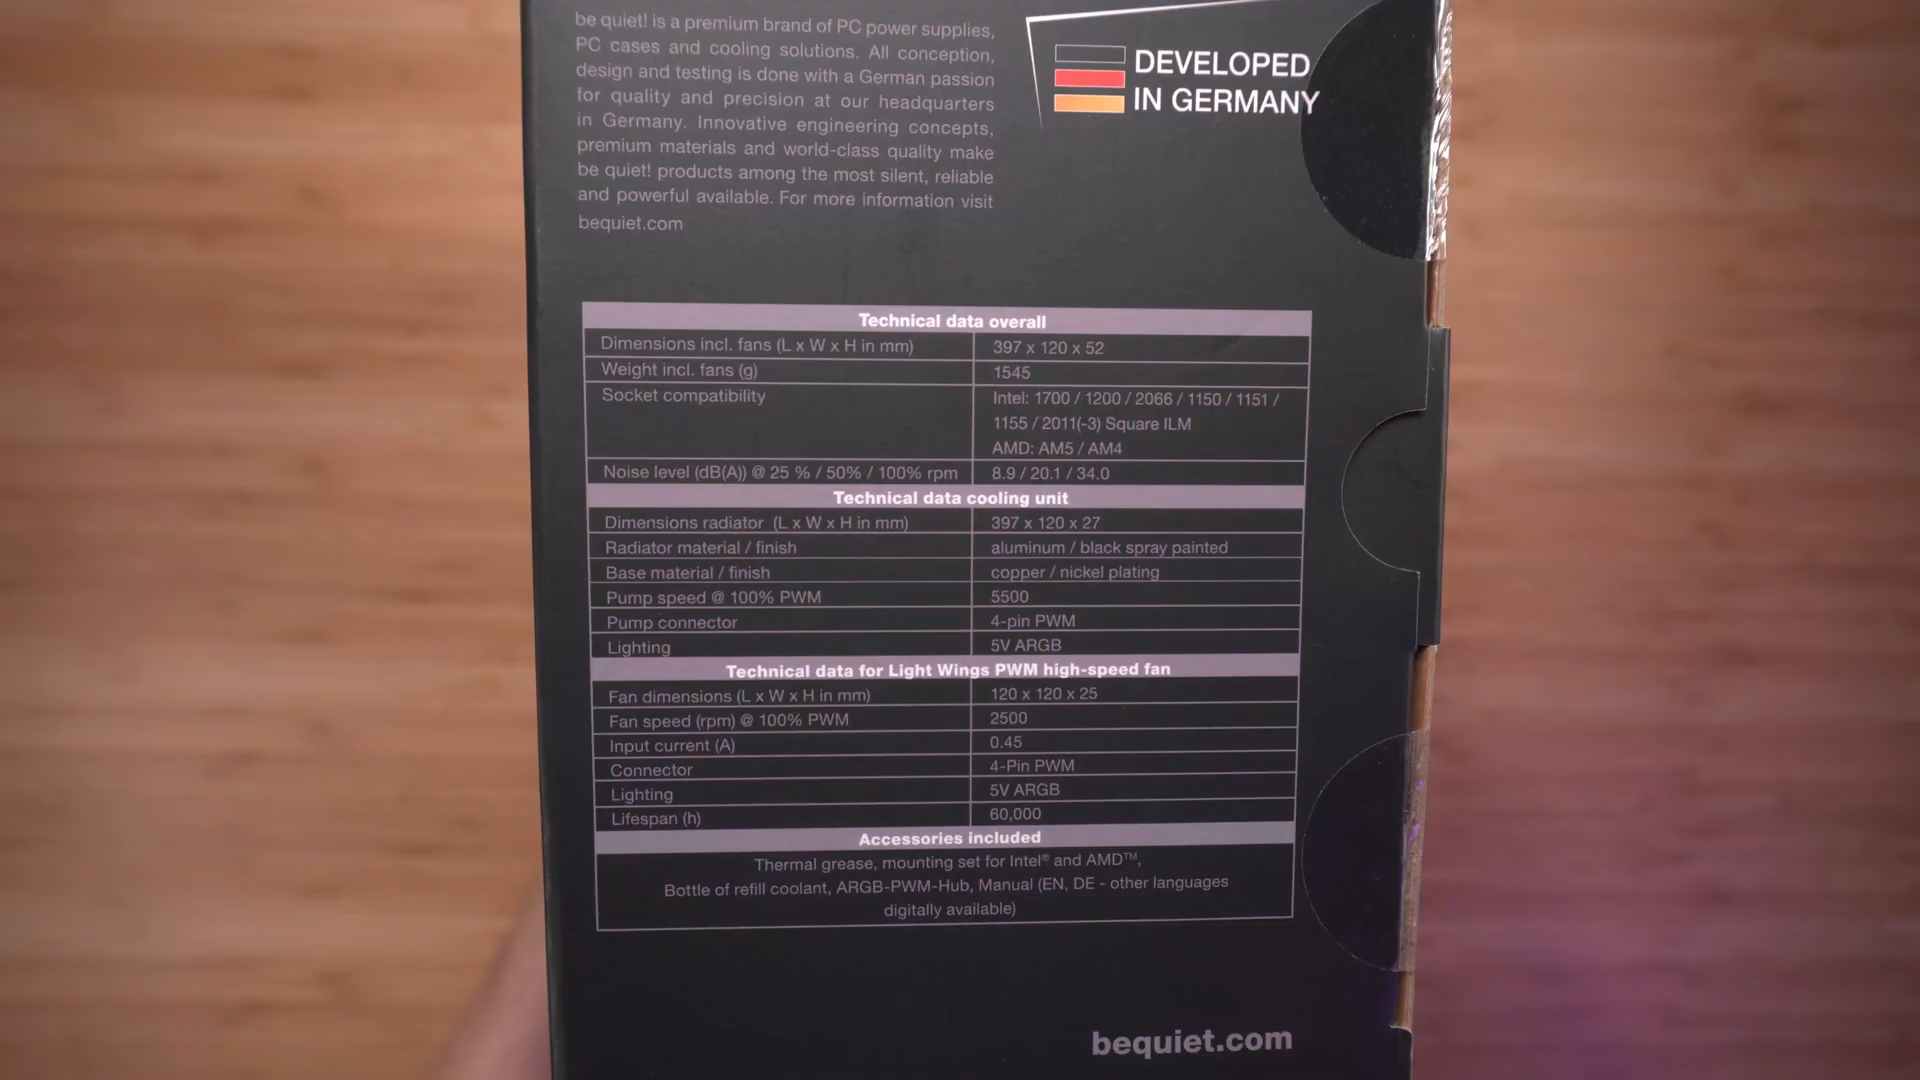 be quiet! is a premium brand of PC power supplies,
PC cases and cooling solutions. All conception,
design and testing is done with a German passion
for quality and precision at our headquarters
in Germany. Innovative engineering concepts,
premium materials and world-class quality make
be quiet! products among the most silent, reliable
and powerful available. For more information visit
bequiet.com
DEVELOPED
IN GERMANY
Technical data overall
Dimensions incl. fans (L x W x H in mm) 397 x 120 x 52
Weight incl. fans (g) 1545
Socket compatibility Intel: 1700 / 1200 / 2066 / 1150 / 1151 /
1155 / 2011(-3) Square ILM
AMD: AM5 / AM4
Noise level (dB(A)) @ 25 % / 50% / 100% rpm 8.9 / 20.1 / 34.0
Technical data cooling unit
Dimensions radiator (L x W x H in mm) 397 x 120 x 27
Radiator material / finish aluminum / black spray painted
Base material / finish copper / nickel plating
Pump speed @ 100% PWM 5500
Pump connector 4-pin PWM
Lighting 5V ARGB
Technical data for Light Wings PWM high-speed fan
Fan dimensions (L x W x H in mm) 120 x 120 x 25
Fan speed (rpm) @ 100% PWM 2500
Input current (A) 0.45
Connector 4-Pin PWM
Lighting 5V ARGB
Lifespan (h) 60,000
Accessories included
Thermal grease, mounting set for Intel® and AMD™,
Bottle of refill coolant, ARGB-PWM-Hub, Manual (EN, DE - other languages
digitally available)
bequiet.com